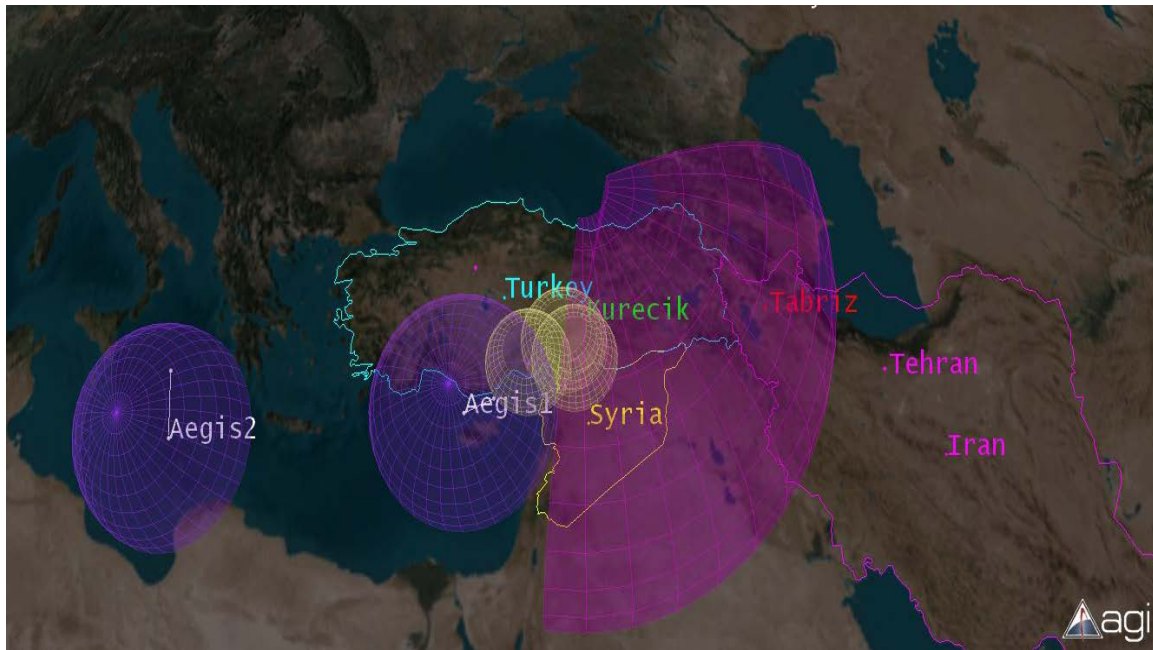 Turkey
Kurecik
Tabriz
Tehran
Aegis1
Syria
Aegis2
Iran
agi